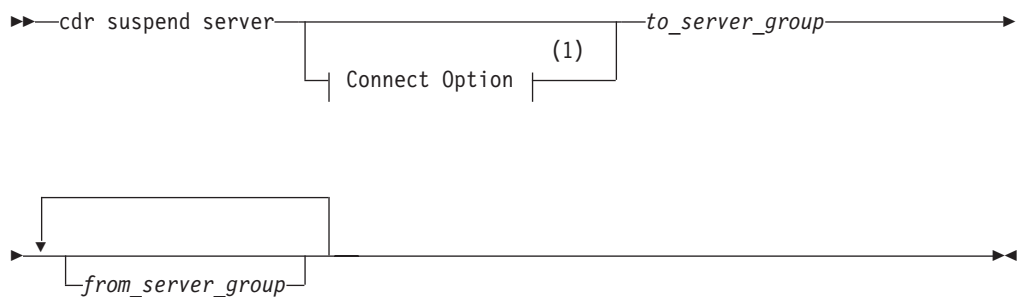 cdr suspend server to_server_group
(1)
Connect Option
from_server_group